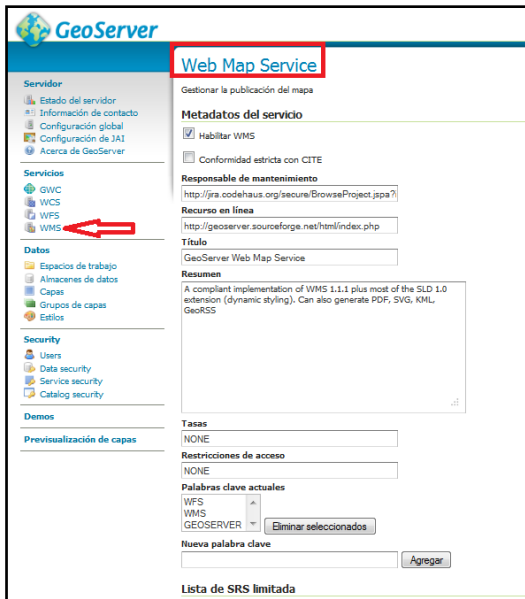 GeoServer
Servidor
Estado del servidor
Información de contacto
Configuración global
Configuración de JAI
Acerca de GeoServer
Servicios
GWC
WCS
WFS
WMS
Datos
Espacios de trabajo
Almacenes de datos
Capas
Grupos de capas
Estilos
Security
Users
Data security
Service security
Catalog security
Demos
Previsualización de capas
Web Map Service
Gestionar la publicación del mapa
Metadatos del servicio
Habilitar WMS
Conformidad estricta con CITE
Responsable de mantenimiento
http://jira.codehaus.org/secure/BrowseProject.jspa?
Recurso en línea
http://geoserver.sourceforge.net/html/index.php
Título
GeoServer Web Map Service
Resumen
A compliant implementation of WMS 1.1.1 plus most of the SLD 1.0
extension (dynamic styling). Can also generate PDF, SVG, KML,
GeoRSS
Tasas
NONE
Restricciones de acceso
NONE
Palabras clave actuales
WFS
WMS
GEOSERVER
Eliminar seleccionados
Nueva palabra clave
Agregar
Lista de SRS limitada